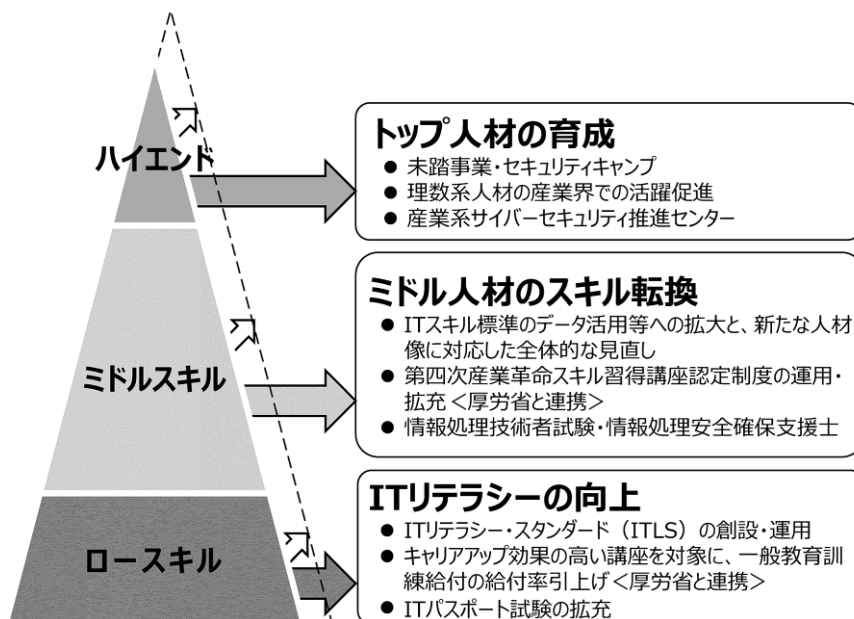 ハイエンド
トップ人材の育成
● 未踏事業・セキュリティキャンプ
● 理数系人材の産業界での活躍促進
● 産業系サイバーセキュリティ推進センター
ミドルスキル
ミドル人材のスキル転換
● ITスキル標準のデータ活用等への拡大と、新たな人材
像に対応した全体的な見直し
● 第四次産業革命スキル習得講座認定制度の運用・
拡充＜厚労省と連携＞
● 情報処理技術者試験・情報処理安全確保支援士
ロースキル
ITリテラシーの向上
● ITリテラシー・スタンダード（ITLS）の創設・運用
● キャリアアップ効果の高い講座を対象に、一般教育訓
練給付の給付率引上げ＜厚労省と連携＞
● ITパスポート試験の拡充